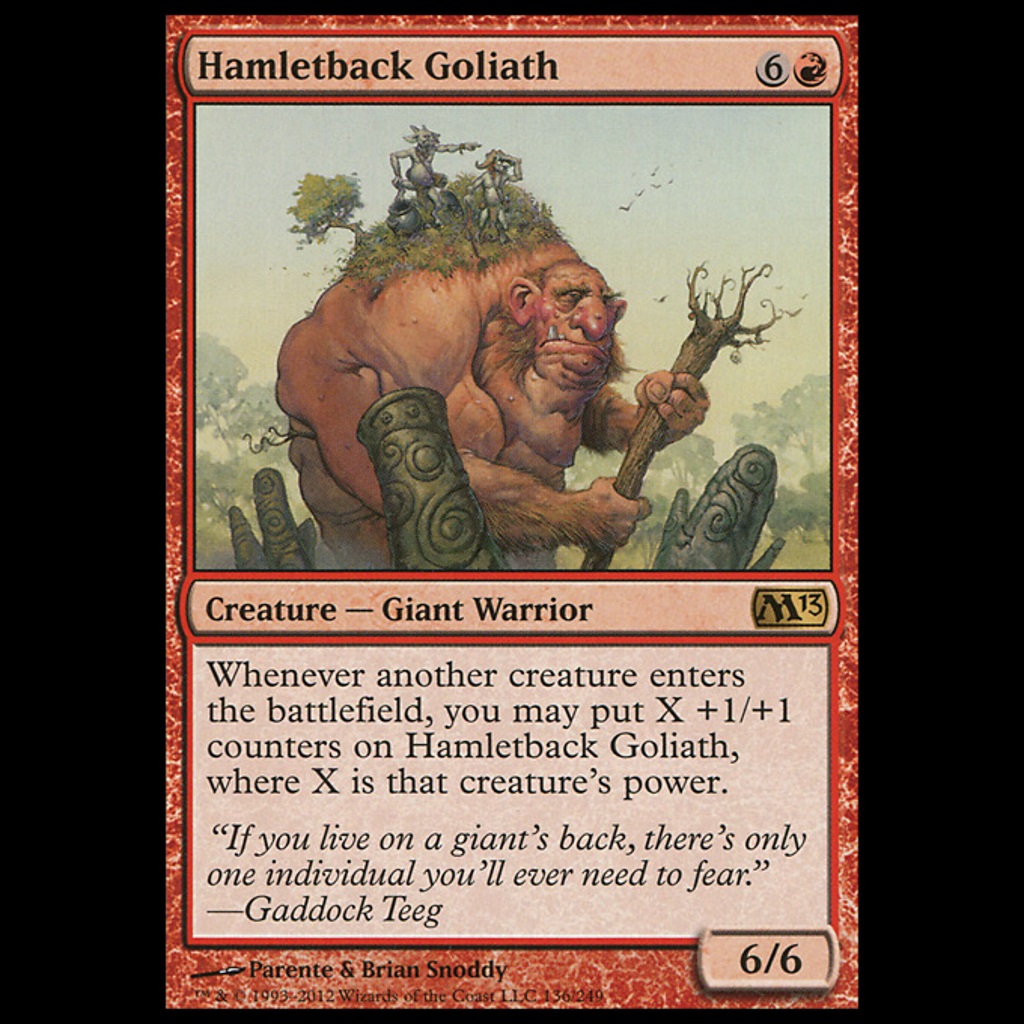 Hamletback Goliath 6
Creature — Giant Warrior M13
Whenever another creature enters
the battlefield, you may put X +1/+1
counters on Hamletback Goliath,
where X is that creature's power.
“If you live on a giant's back, there's only
one individual you'll ever need to fear.”
—Gaddock Teeg
6/6
Parente & Brian Snoddy
™ & © 1993–2012 Wizards of the Coast LLC 136/249